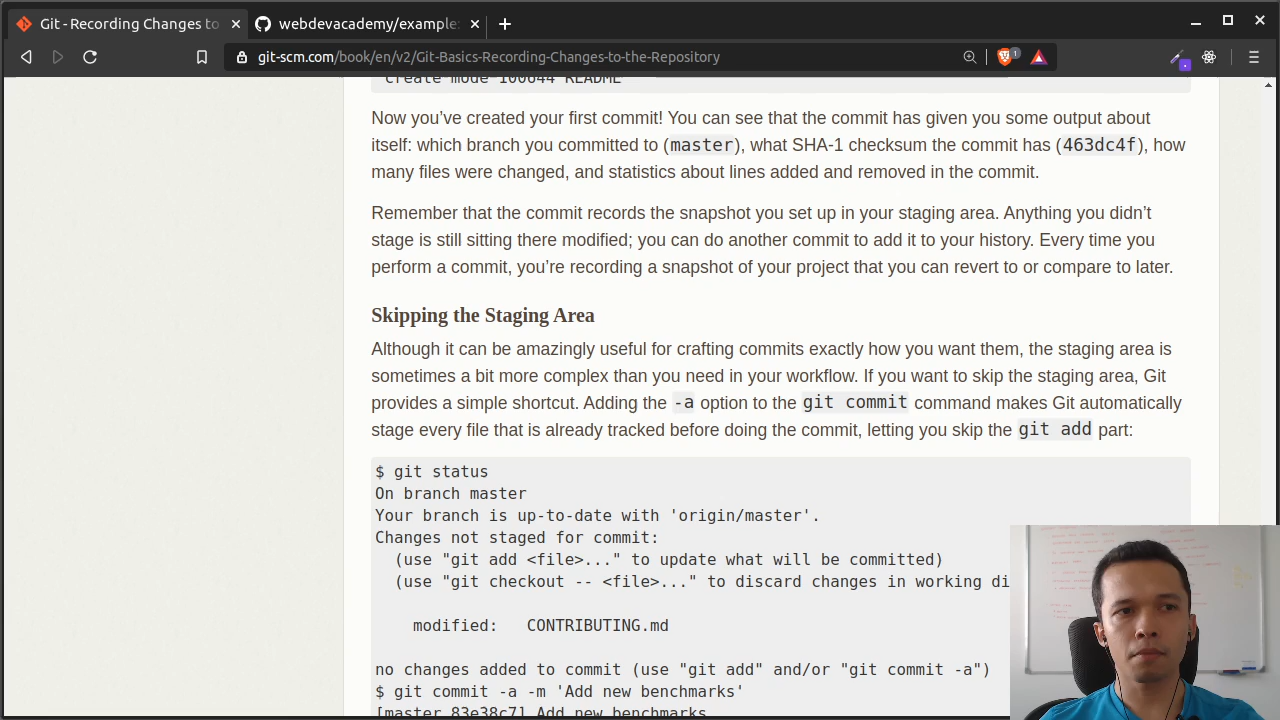 Git - Recording Changes to
webdevacademy/example
git-scm.com/book/en/v2/Git-Basics-Recording-Changes-to-the-Repository
1
create mode 100644 README
Now you’ve created your first commit! You can see that the commit has given you some output about
itself: which branch you committed to (master), what SHA-1 checksum the commit has (463dc4f), how
many files were changed, and statistics about lines added and removed in the commit.
Remember that the commit records the snapshot you set up in your staging area. Anything you didn’t
stage is still sitting there modified; you can do another commit to add it to your history. Every time you
perform a commit, you’re recording a snapshot of your project that you can revert to or compare to later.
Skipping the Staging Area
Although it can be amazingly useful for crafting commits exactly how you want them, the staging area is
sometimes a bit more complex than you need in your workflow. If you want to skip the staging area, Git
provides a simple shortcut. Adding the -a option to the git commit command makes Git automatically
stage every file that is already tracked before doing the commit, letting you skip the git add part:
$ git status
On branch master
Your branch is up-to-date with 'origin/master'.
Changes not staged for commit:
(use "git add <file>..." to update what will be committed)
(use "git checkout -- <file>..." to discard changes in working di
modified: CONTRIBUTING.md
no changes added to commit (use "git add" and/or "git commit -a")
$ git commit -a -m 'Add new benchmarks'
[master 83e38c7] Add new benchmarks